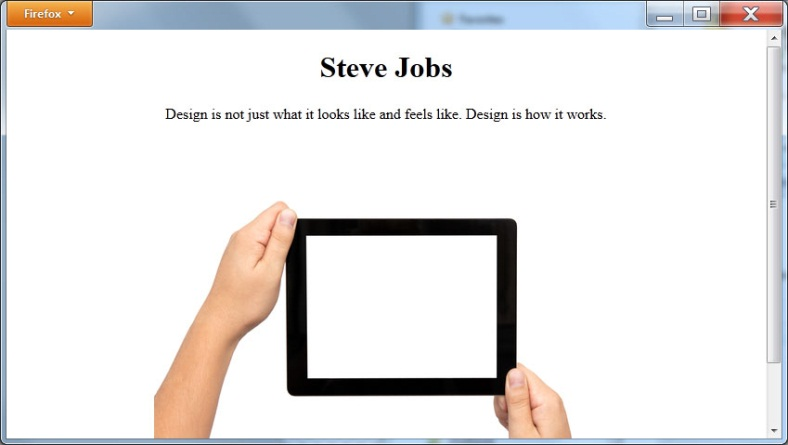 Firefox
Favorites
Steve Jobs
Design is not just what it looks like and feels like. Design is how it works.